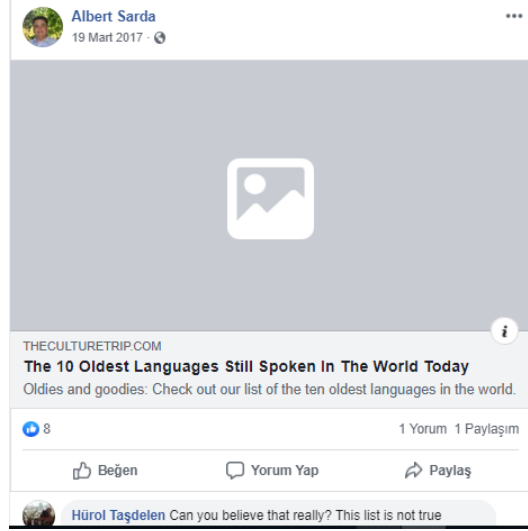 Albert Sarda
19 Mart 2017 ·
THECULTURETRIP.COM
The 10 Oldest Languages Still Spoken In The World Today
Oldies and goodies: Check out our list of the ten oldest languages in the world.
8
1 Yorum 1 Paylaşım
Beğen Yorum Yap Paylaş
Hürol Taşdelen Can you believe that really? This list is not true